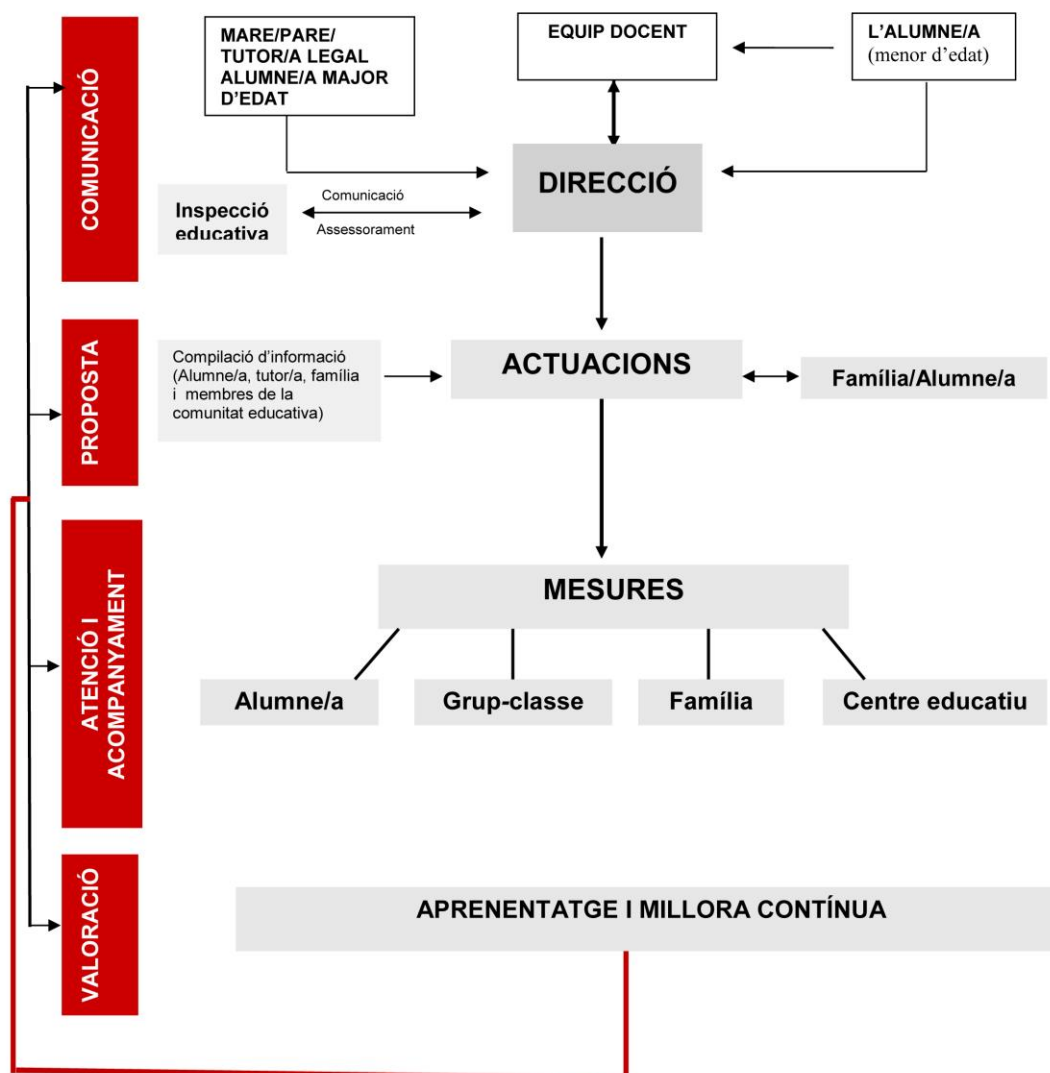 COMUNICACIÓ
MARE/PARE/
TUTOR/A LEGAL
ALUMNE/A MAJOR
D'EDAT
EQUIP DOCENT
L'ALUMNE/A
(menor d'edat)
DIRECCIÓ
Inspecció
educativa
Comunicació
Assessorament
PROPOSTA
Compilació d'informació
(Alumne/a, tutor/a, família
i membres de la
comunitat educativa)
ACTUACIONS
Família/Alumne/a
ATENCIÓ I
ACOMPANYAMENT
MESURES
Alumne/a
Grup-classe
Família
Centre educatiu
VALORACIÓ
APRENENTATGE I MILLORA CONTÍNUA